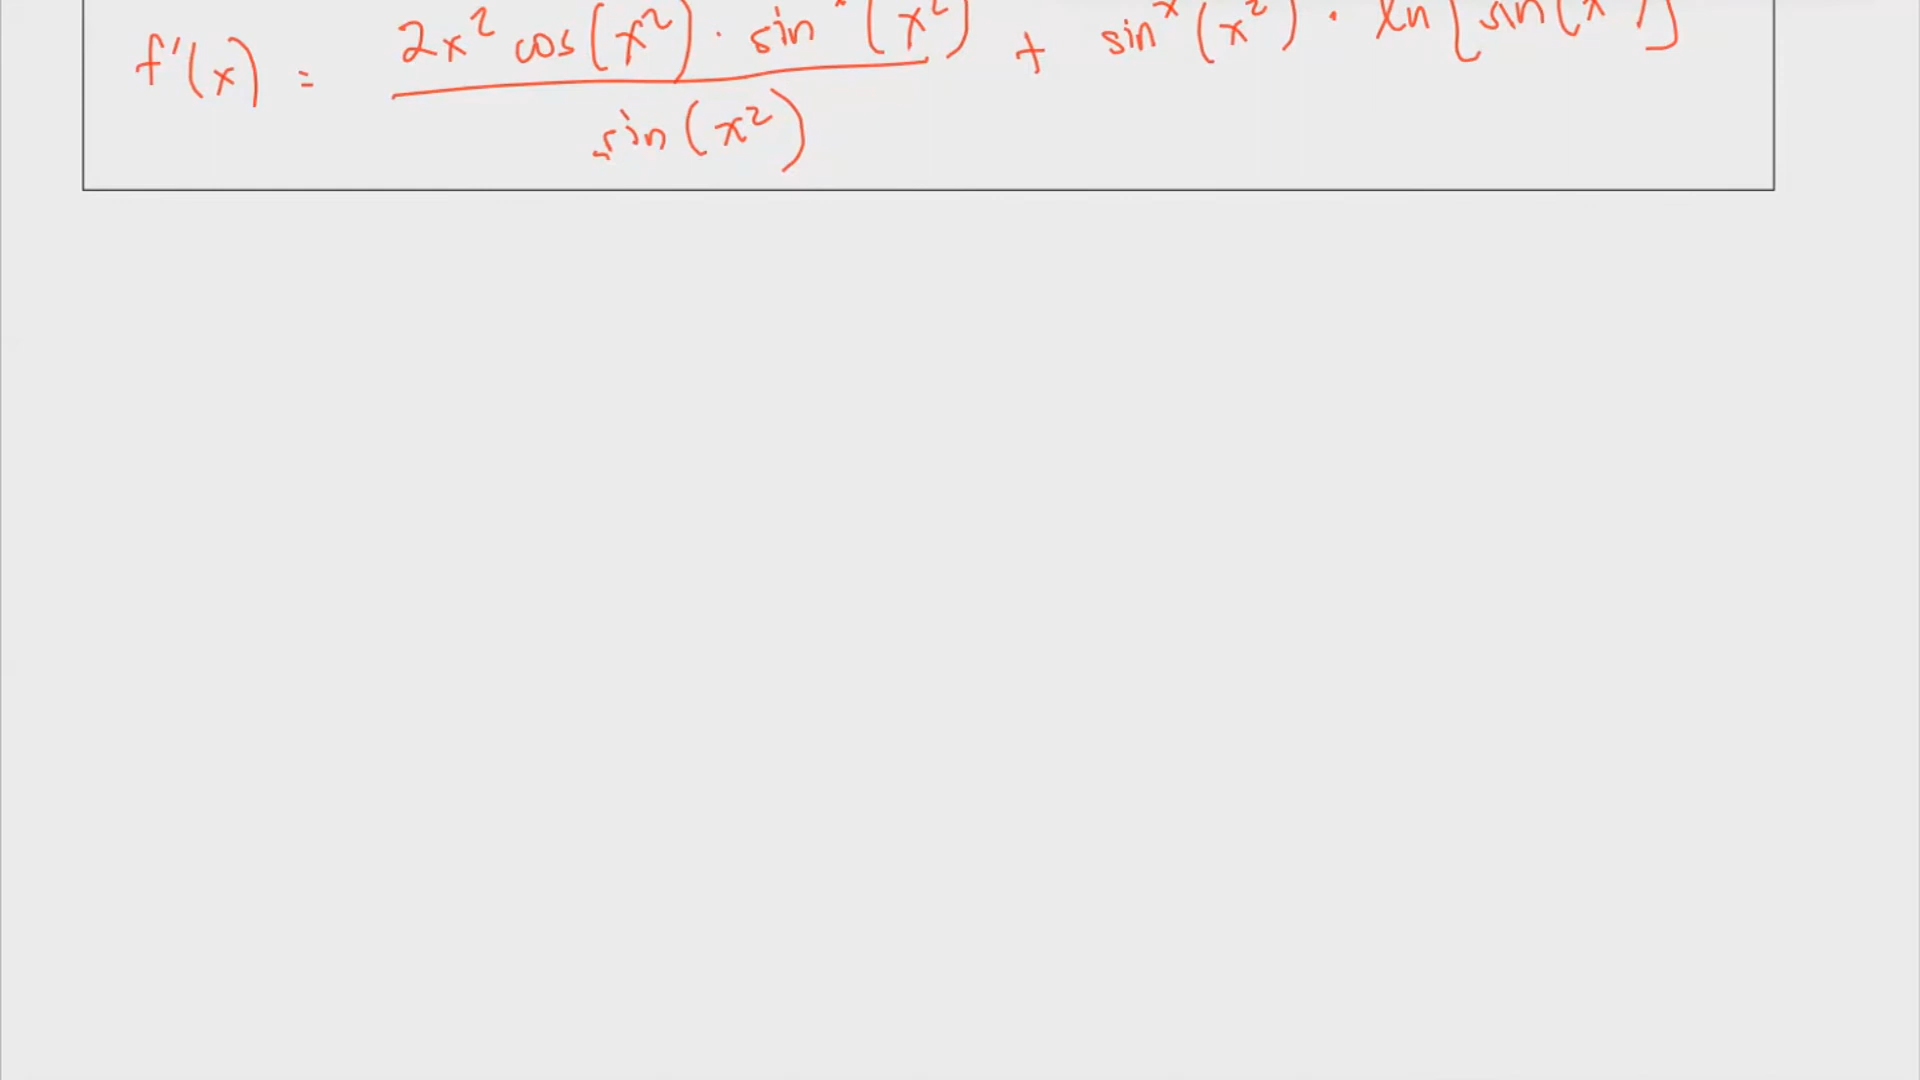 f'(x) = 2x² cos(x²) · sinˣ(x²) / sin(x²) + sinˣ(x²) · ln[sin(x²)]